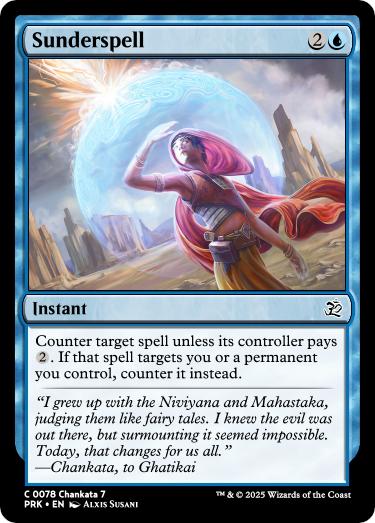 Sunderspell 2
Instant
Counter target spell unless its controller pays
2. If that spell targets you or a permanent
you control, counter it instead.
“I grew up with the Niviyana and Mahastaka,
judging them like fairy tales. I knew the evil was
out there, but surmounting it seemed impossible.
Today, that changes for us all.”
—Chankata, to Ghatikai
C 0078 Chankata 7
PRK • EN Alxis Susani
™ & © 2025 Wizards of the Coast